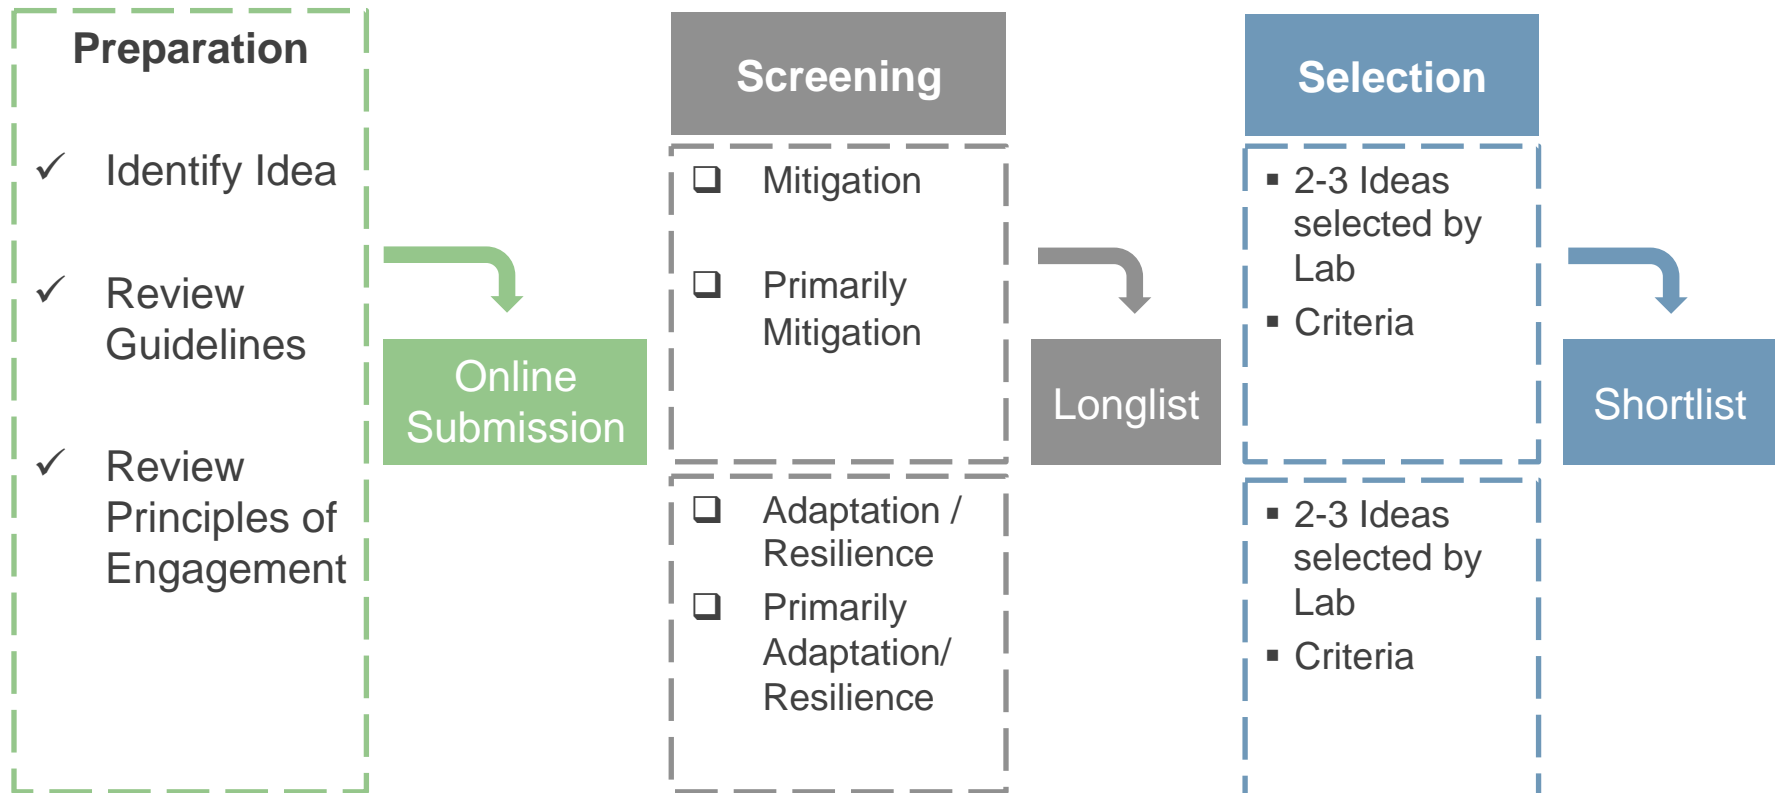 Preparation
✓ Identify Idea
✓ Review
Guidelines
✓ Review
Principles of
Engagement
Online
Submission
Screening
❑ Mitigation
❑ Primarily
Mitigation
❑ Adaptation /
Resilience
❑ Primarily
Adaptation/
Resilience
Longlist
Selection
▪ 2-3 Ideas
selected by
Lab
▪ Criteria
▪ 2-3 Ideas
selected by
Lab
▪ Criteria
Shortlist